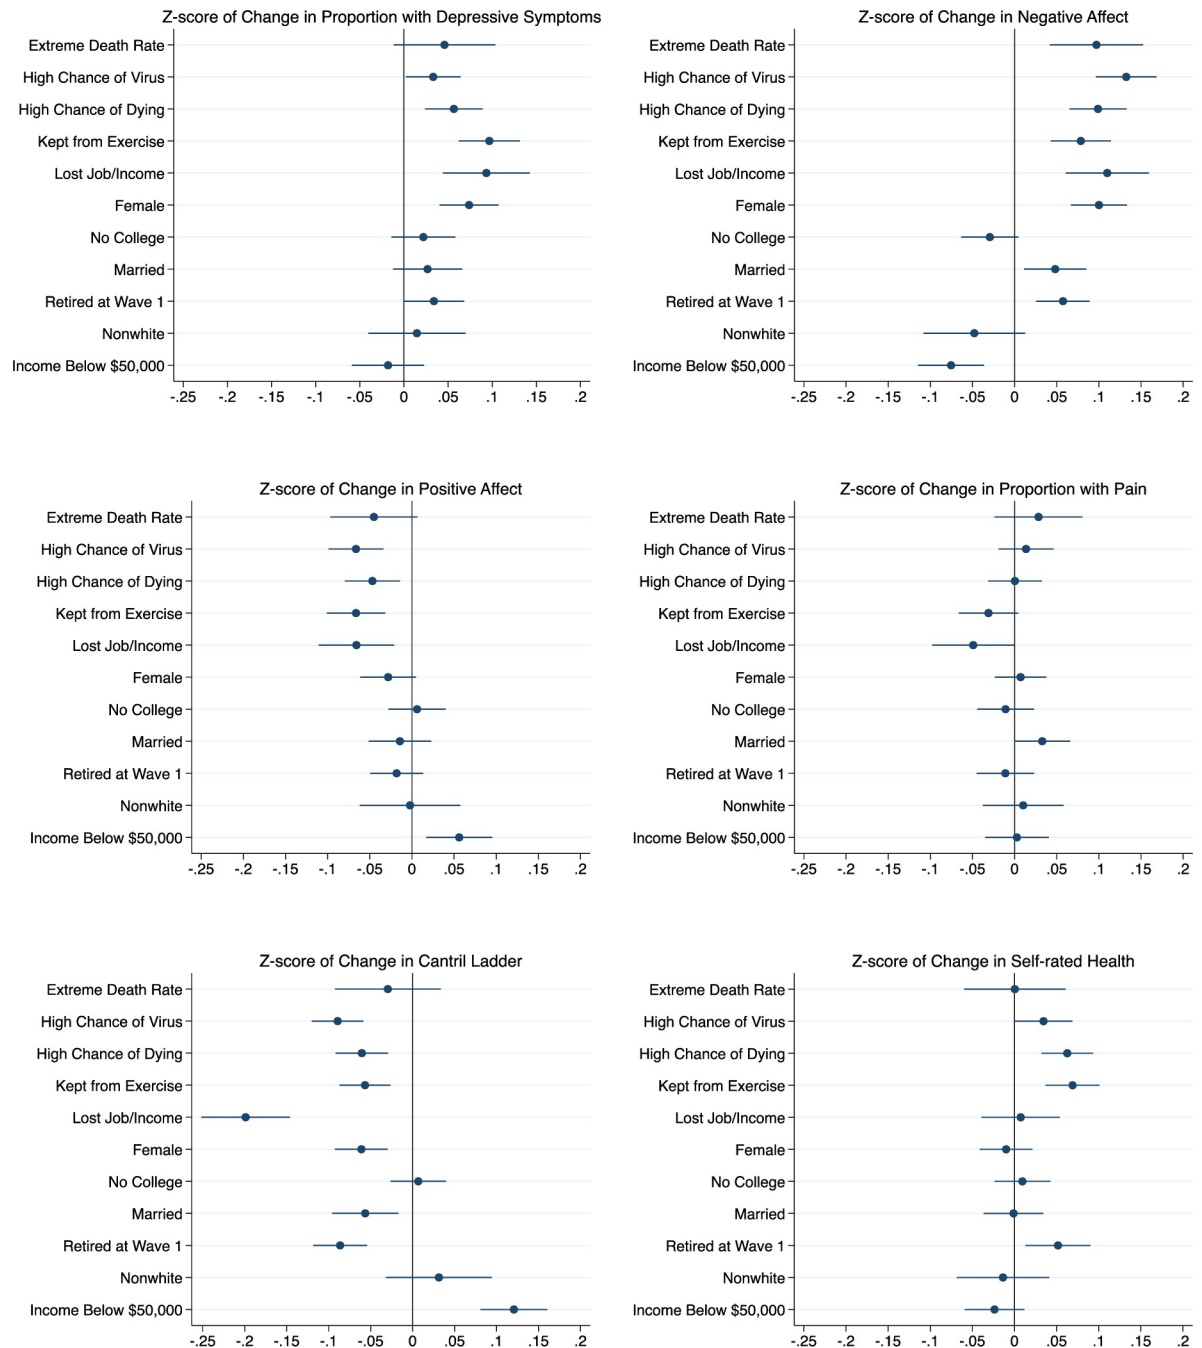 Z-score of Change in Proportion with Depressive Symptoms
Extreme Death Rate
High Chance of Virus
High Chance of Dying
Kept from Exercise
Lost Job/Income
Female
No College
Married
Retired at Wave 1
Nonwhite
Income Below $50,000
-.25 -.2 -.15 -.1 -.05 0 .05 .1 .15 .2
Z-score of Change in Negative Affect
Extreme Death Rate
High Chance of Virus
High Chance of Dying
Kept from Exercise
Lost Job/Income
Female
No College
Married
Retired at Wave 1
Nonwhite
Income Below $50,000
-.25 -.2 -.15 -.1 -.05 0 .05 .1 .15 .2
Z-score of Change in Positive Affect
Extreme Death Rate
High Chance of Virus
High Chance of Dying
Kept from Exercise
Lost Job/Income
Female
No College
Married
Retired at Wave 1
Nonwhite
Income Below $50,000
-.25 -.2 -.15 -.1 -.05 0 .05 .1 .15 .2
Z-score of Change in Proportion with Pain
Extreme Death Rate
High Chance of Virus
High Chance of Dying
Kept from Exercise
Lost Job/Income
Female
No College
Married
Retired at Wave 1
Nonwhite
Income Below $50,000
-.25 -.2 -.15 -.1 -.05 0 .05 .1 .15 .2
Z-score of Change in Cantril Ladder
Extreme Death Rate
High Chance of Virus
High Chance of Dying
Kept from Exercise
Lost Job/Income
Female
No College
Married
Retired at Wave 1
Nonwhite
Income Below $50,000
-.25 -.2 -.15 -.1 -.05 0 .05 .1 .15 .2
Z-score of Change in Self-rated Health
Extreme Death Rate
High Chance of Virus
High Chance of Dying
Kept from Exercise
Lost Job/Income
Female
No College
Married
Retired at Wave 1
Nonwhite
Income Below $50,000
-.25 -.2 -.15 -.1 -.05 0 .05 .1 .15 .2